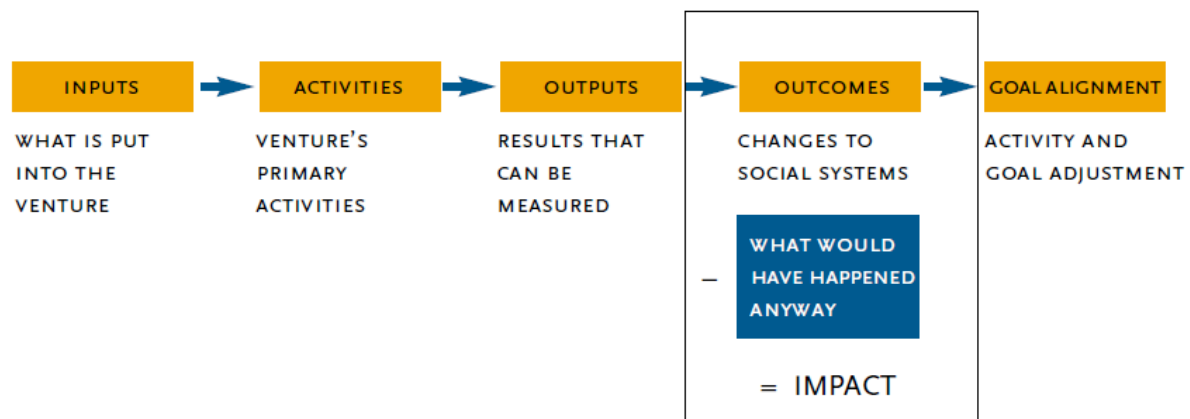 INPUTS
WHAT IS PUT
INTO THE
VENTURE
ACTIVITIES
VENTURE'S
PRIMARY
ACTIVITIES
OUTPUTS
RESULTS THAT
CAN BE
MEASURED
OUTCOMES
CHANGES TO
SOCIAL SYSTEMS
–
WHAT WOULD
HAVE HAPPENED
ANYWAY
= IMPACT
GOAL ALIGNMENT
ACTIVITY AND
GOAL ADJUSTMENT